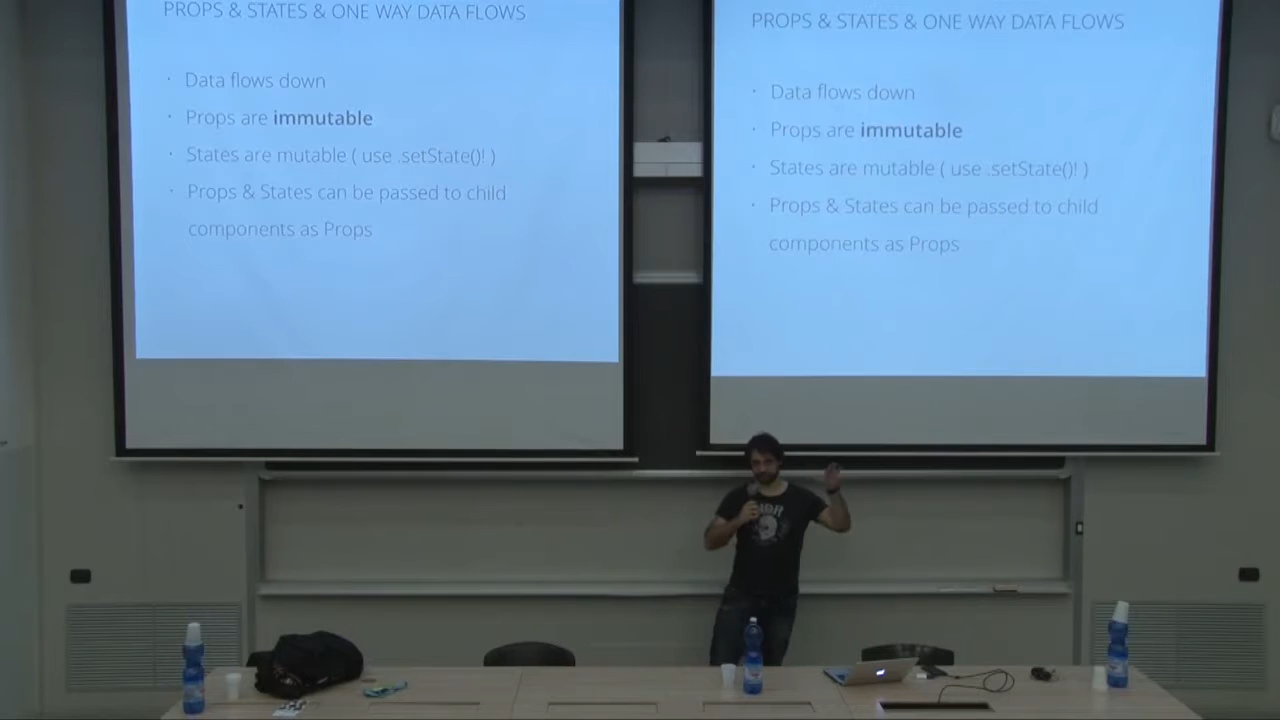 PROPS & STATES & ONE WAY DATA FLOWS
· Data flows down
· Props are immutable
· States are mutable ( use .setState()! )
· Props & States can be passed to child
components as Props
PROPS & STATES & ONE WAY DATA FLOWS
· Data flows down
· Props are immutable
· States are mutable ( use .setState()! )
· Props & States can be passed to child
components as Props